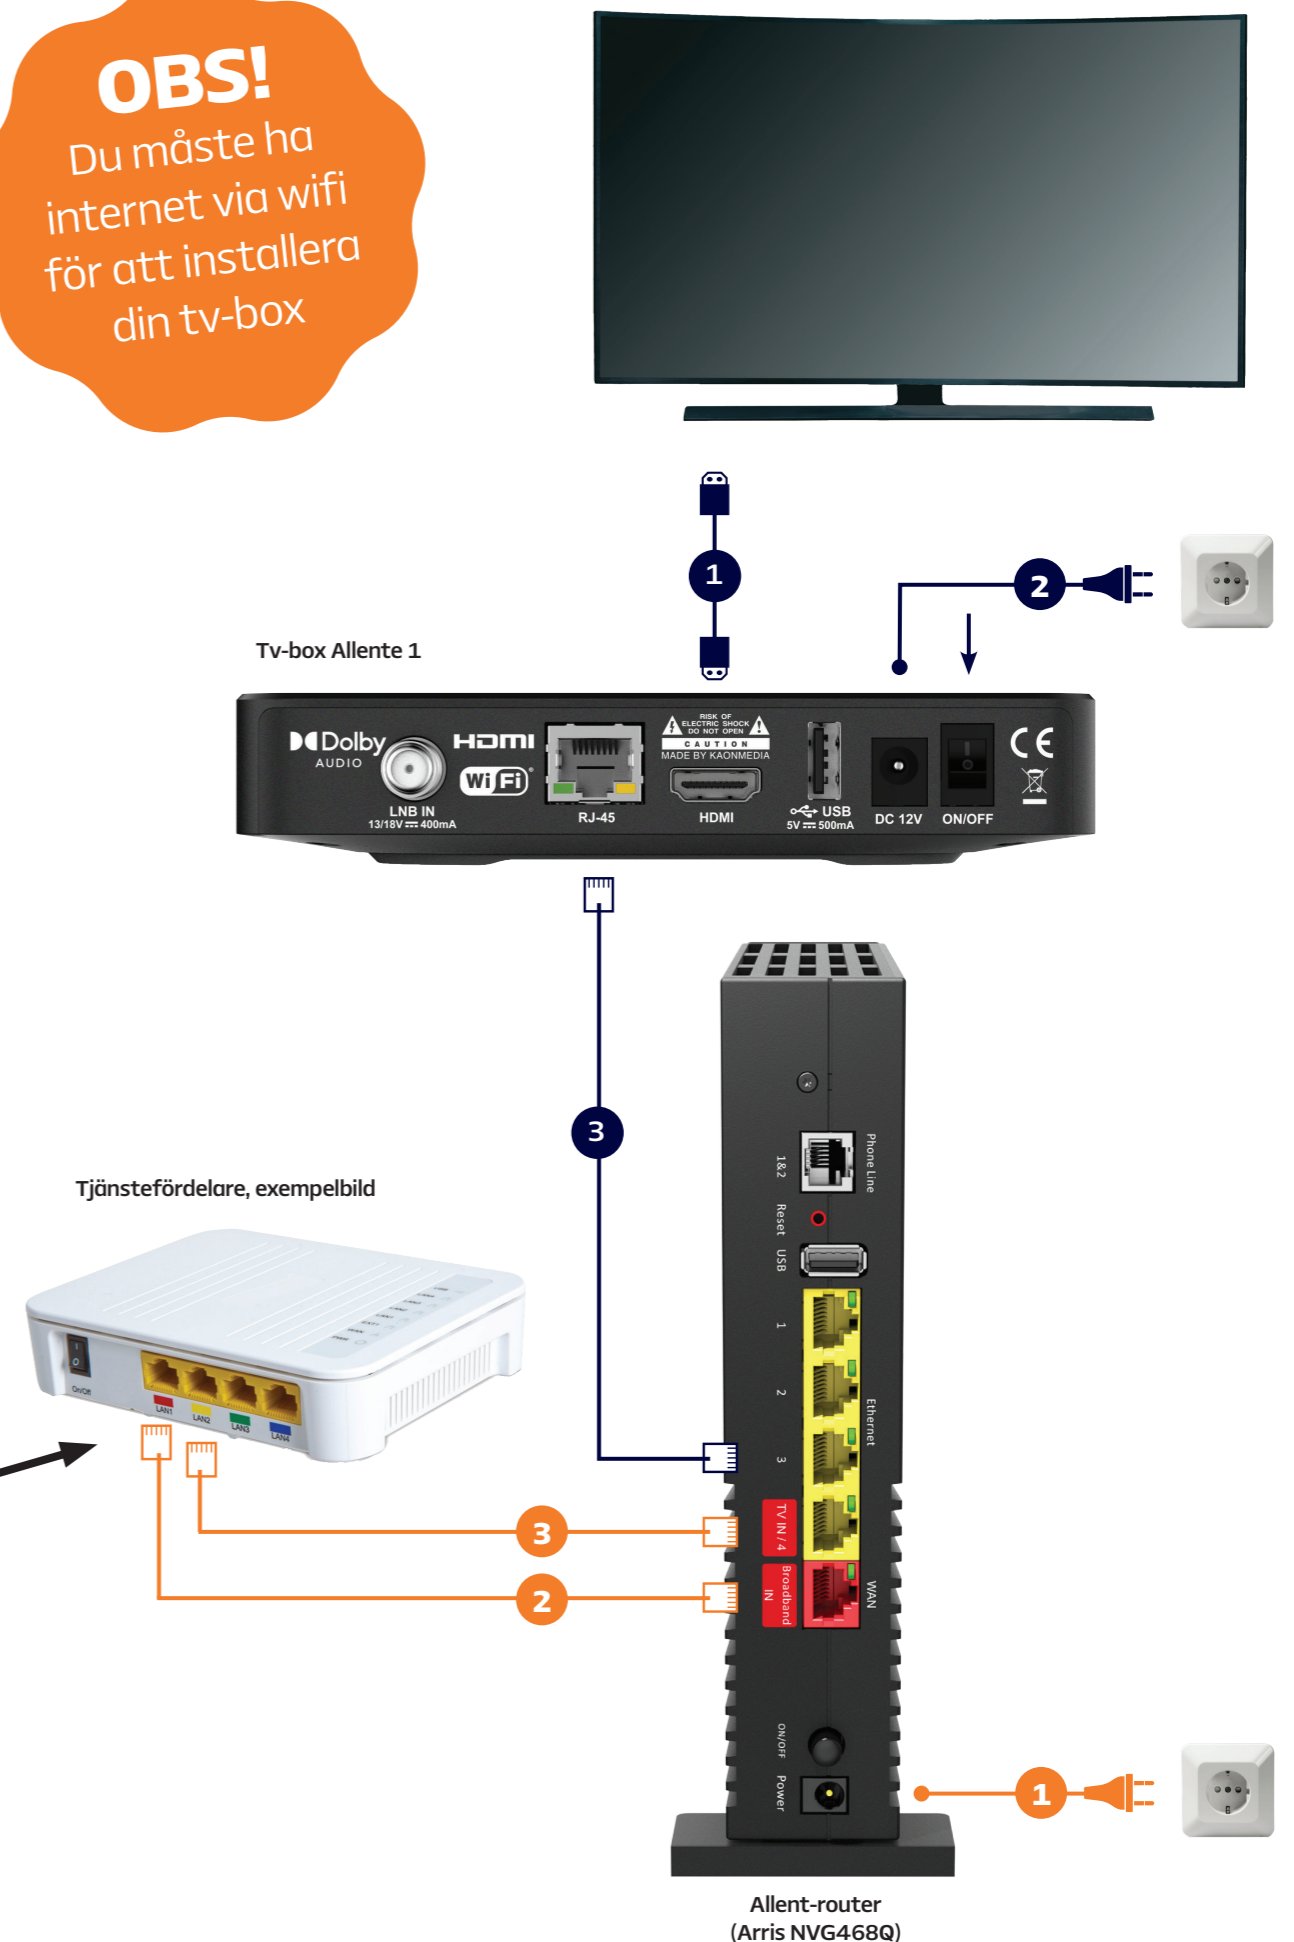 OBS!
Du måste ha
internet via wifi
för att installera
din tv-box
1
2
Tv-box Allente 1
Dolby
AUDIO
LNB IN
13/18V 400mA
HDMI
WiFi
RJ-45
RISK OF
ELECTRIC SHOCK
DO NOT OPEN
CAUTION
MADE BY KAONMEDIA
HDMI
USB
5V 500mA
DC 12V
ON/OFF
CE
3
Phone Line
1&2
Reset
USB
1
2
3
Ethernet
TV IN / 4
Broadband
IN
WAN
ON/OFF
Power
Tjänstefördelare, exempelbild
On/Off
LAN1
LAN2
LAN3
LAN4
3
2
1
Allent-router
(Arris NVG468Q)